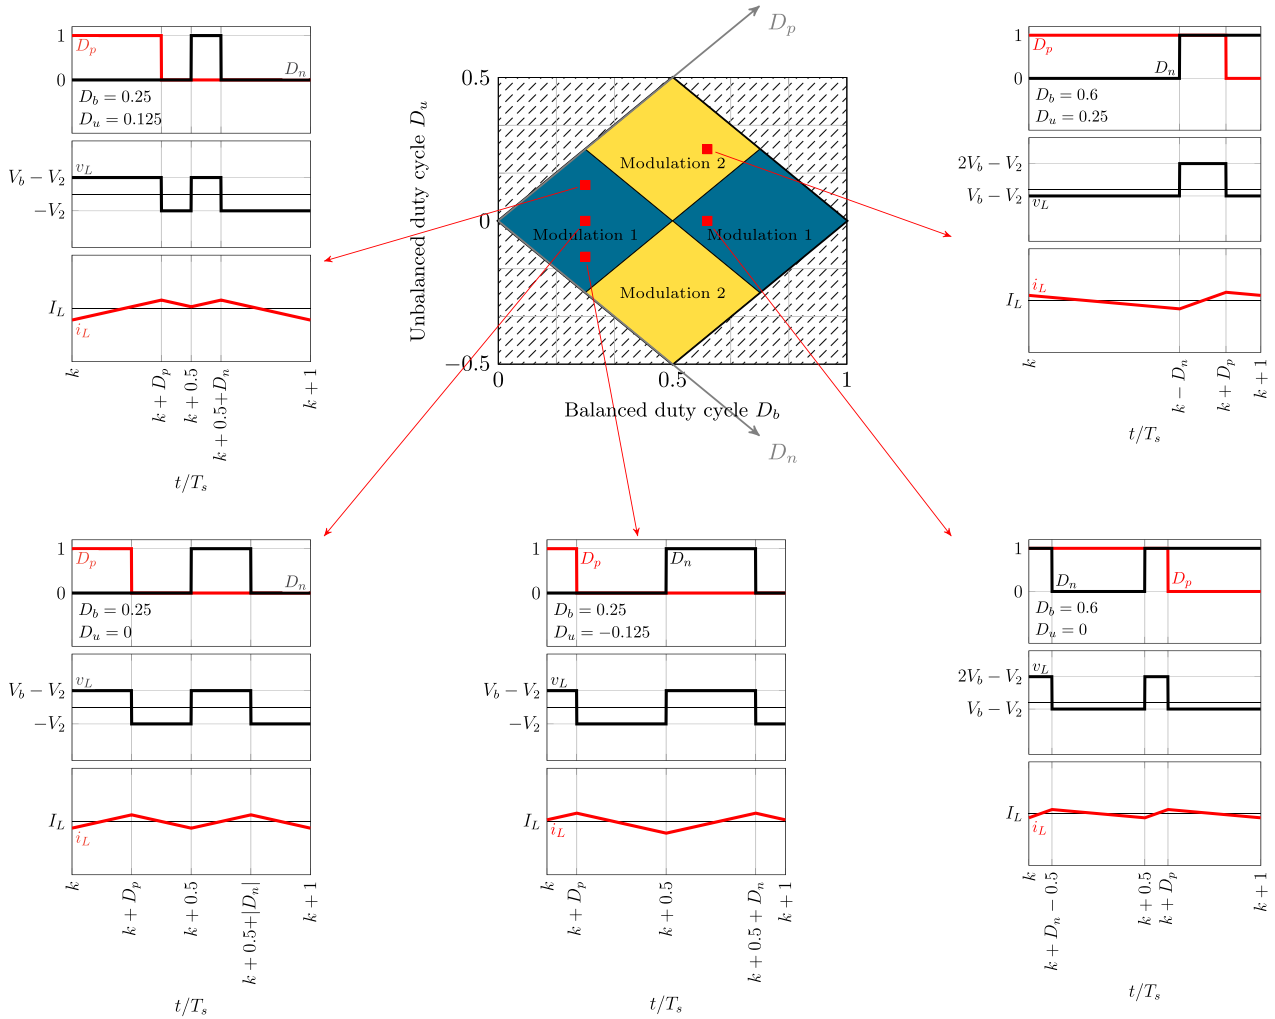 1
0
D_p
D_n
D_b = 0.25
D_u = 0.125
V_b − V_2
−V_2
v_L
I_L
i_L
k
k + D_p
k + 0.5
k + 0.5+D_n
k + 1
t/T_s
D_p
0.5
0
−0.5
Unbalanced duty cycle D_u
Modulation 2
Modulation 1
Modulation 1
Modulation 2
0
0.5
1
Balanced duty cycle D_b
D_n
1
0
D_p
D_n
D_b = 0.6
D_u = 0.25
2V_b − V_2
V_b − V_2
v_L
I_L
i_L
k
k − D_n
k + D_p
k + 1
t/T_s
1
0
D_p
D_n
D_b = 0.25
D_u = 0
V_b − V_2
−V_2
v_L
I_L
i_L
k
k + D_p
k + 0.5
k + 0.5+|D_n|
k + 1
t/T_s
1
0
D_p
D_n
D_b = 0.25
D_u = −0.125
V_b − V_2
−V_2
v_L
I_L
i_L
k
k + D_p
k + 0.5
k + 0.5 + D_n
k + 1
t/T_s
1
0
D_n
D_p
D_b = 0.6
D_u = 0
2V_b − V_2
V_b − V_2
v_L
I_L
i_L
k
k + D_n − 0.5
k + 0.5
k + D_p
k + 1
t/T_s